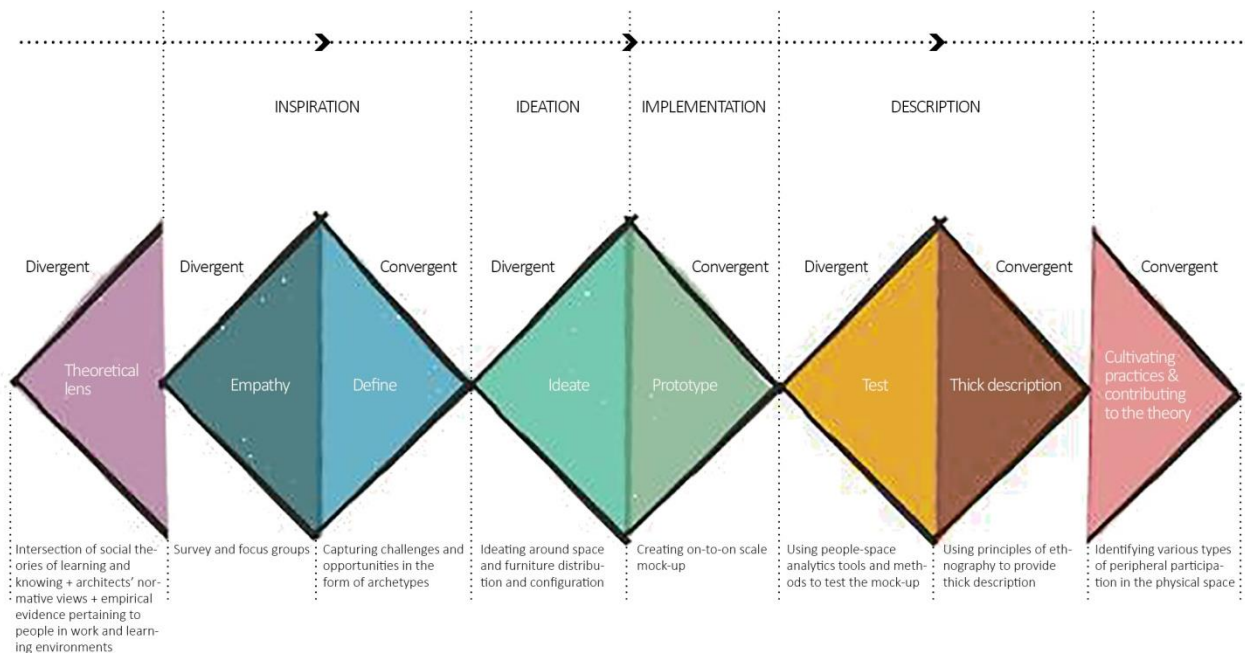 INSPIRATION
IDEATION
IMPLEMENTATION
DESCRIPTION
Divergent
Divergent
Convergent
Divergent
Convergent
Divergent
Convergent
Convergent
Theoretical
lens
Empathy
Define
Ideate
Prototype
Test
Thick description
Cultivating
practices &
contributing
to the theory
Intersection of social the-
ories of learning and
knowing + architects' nor-
mative views + empirical
evidence pertaining to
people in work and learn-
ing environments
Survey and focus groups
Capturing challenges and
opportunities in the
form of archetypes
Ideating around space
and furniture distribu-
tion and configuration
Creating on-to-on scale
mock-up
Using people-space
analytics tools and meth-
ods to test the mock-up
Using principles of eth-
nography to provide
thick description
Identifying various types
of peripheral participa-
tion in the physical space